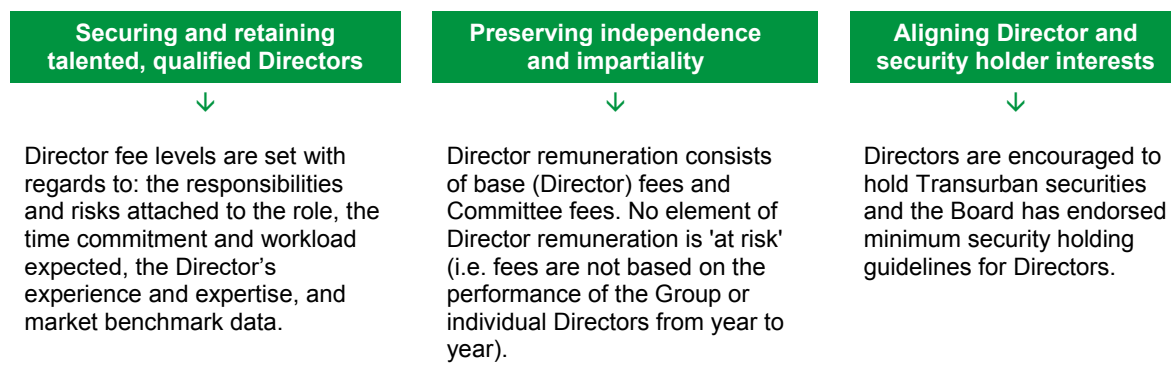 Securing and retaining
talented, qualified Directors
Director fee levels are set with
regards to: the responsibilities
and risks attached to the role, the
time commitment and workload
expected, the Director’s
experience and expertise, and
market benchmark data.
Preserving independence
and impartiality
Director remuneration consists
of base (Director) fees and
Committee fees. No element of
Director remuneration is 'at risk'
(i.e. fees are not based on the
performance of the Group or
individual Directors from year to
year).
Aligning Director and
security holder interests
Directors are encouraged to
hold Transurban securities
and the Board has endorsed
minimum security holding
guidelines for Directors.